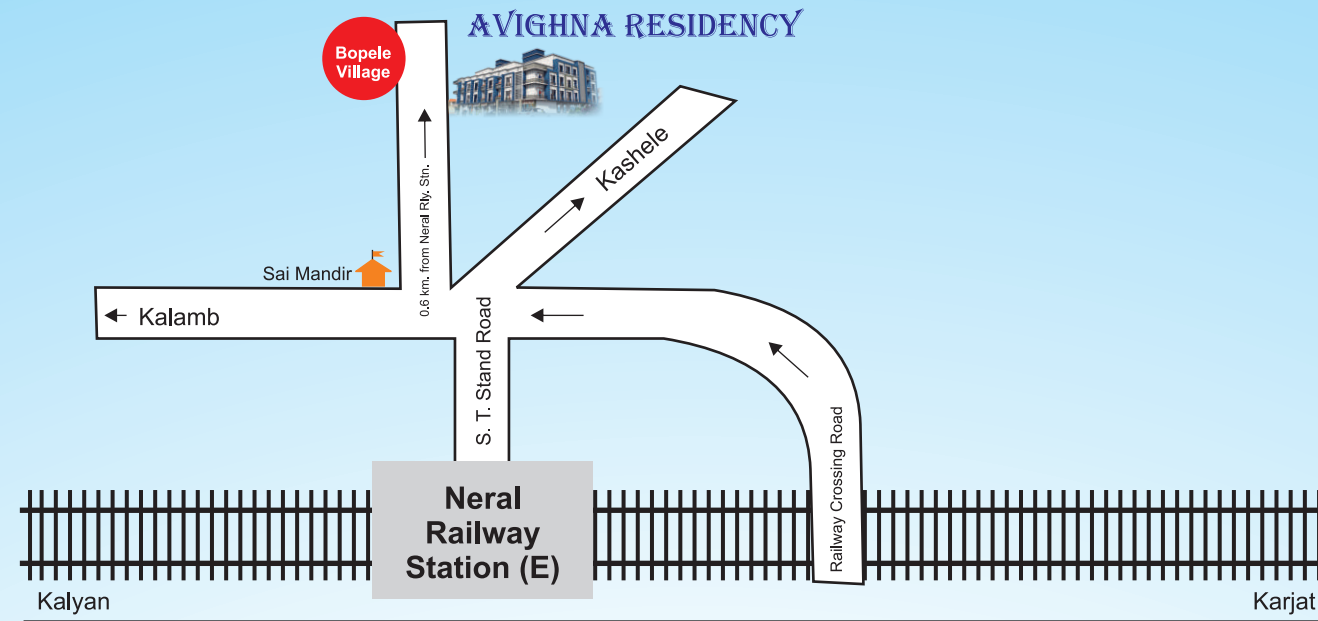 AVIGHNA RESIDENCY
Bopele
Village
Kashele
0.6 km. from Neral Rly. Stn.
Sai Mandir
Kalamb
S. T. Stand Road
Railway Crossing Road
Neral
Railway
Station (E)
Kalyan
Karjat